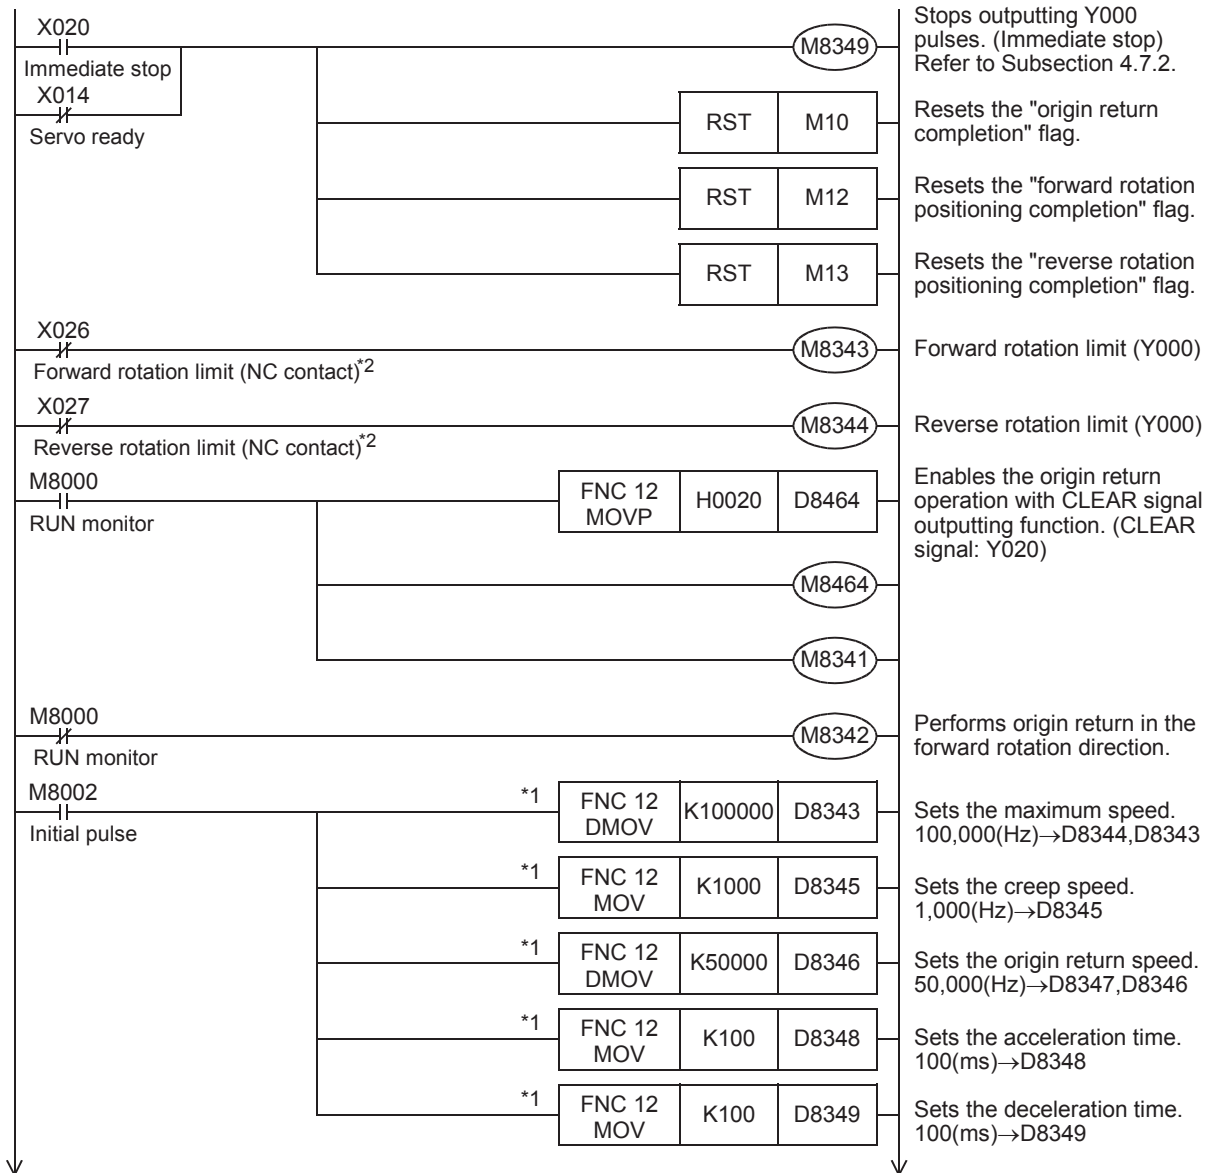 X020
Immediate stop
X014
Servo ready
M8349
Stops outputting Y000
pulses. (Immediate stop)
Refer to Subsection 4.7.2.
RST M10
Resets the "origin return
completion" flag.
RST M12
Resets the "forward rotation
positioning completion" flag.
RST M13
Resets the "reverse rotation
positioning completion" flag.
X026
Forward rotation limit (NC contact)*2
M8343
Forward rotation limit (Y000)
X027
Reverse rotation limit (NC contact)*2
M8344
Reverse rotation limit (Y000)
M8000
RUN monitor
FNC 12
MOVP
H0020
D8464
Enables the origin return
operation with CLEAR signal
outputting function. (CLEAR
signal: Y020)
M8464
M8341
M8000
RUN monitor
M8342
Performs origin return in the
forward rotation direction.
M8002
Initial pulse
*1
FNC 12
DMOV
K100000
D8343
Sets the maximum speed.
100,000(Hz)→D8344,D8343
*1
FNC 12
MOV
K1000
D8345
Sets the creep speed.
1,000(Hz)→D8345
*1
FNC 12
DMOV
K50000
D8346
Sets the origin return speed.
50,000(Hz)→D8347,D8346
*1
FNC 12
MOV
K100
D8348
Sets the acceleration time.
100(ms)→D8348
*1
FNC 12
MOV
K100
D8349
Sets the deceleration time.
100(ms)→D8349